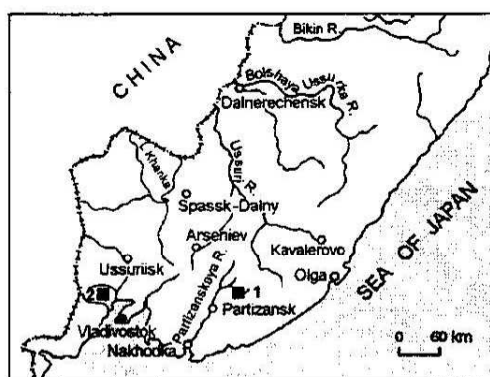 CHINA
Bikin R.
Bolshaya Ussurka R.
Dalnerechensk
Khanka
Ussuri R.
Spassk-Dalny
Arseniev
Kavalerovo
Ussuriisk
Olga
SEA OF JAPAN
Partizanskaya R.
2
1
Partizansk
Vladivostok
Nakhodka
0 60 km